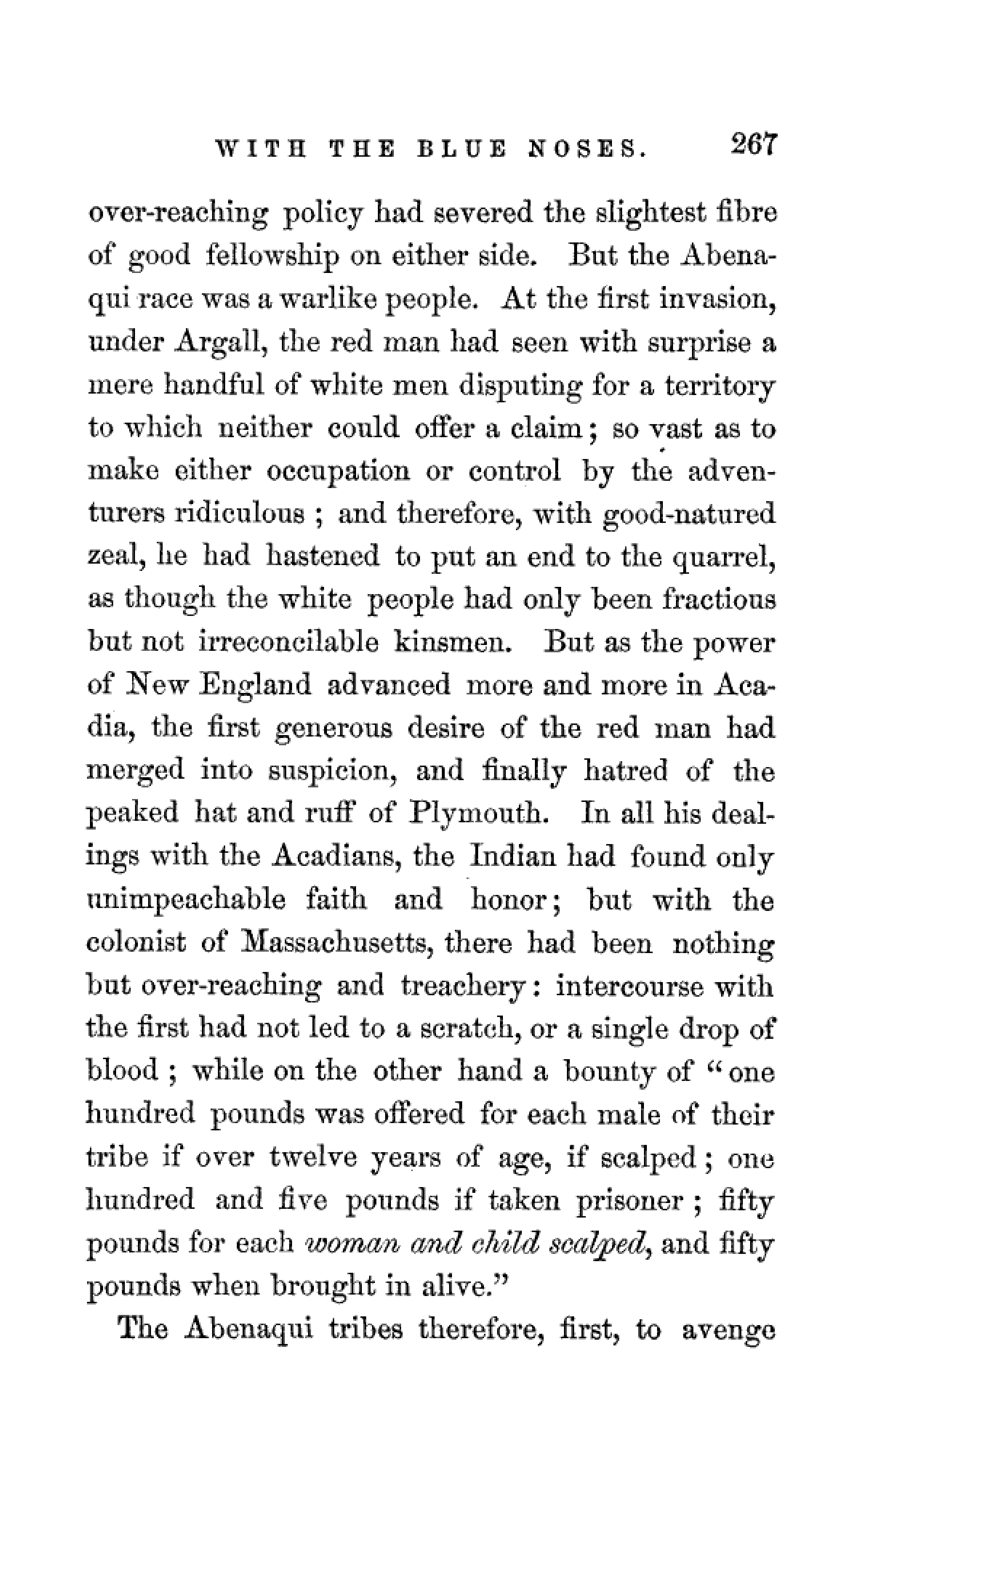 WITH THE BLUE NOSES. 267
over-reaching policy had severed the slightest fibre
of good fellowship on either side. But the Abena-
qui race was a warlike people. At the first invasion,
under Argall, the red man had seen with surprise a
mere handful of white men disputing for a territory
to which neither could offer a claim; so vast as to
make either occupation or control by the adven-
turers ridiculous ; and therefore, with good-natured
zeal, he had hastened to put an end to the quarrel,
as though the white people had only been fractious
but not irreconcilable kinsmen. But as the power
of New England advanced more and more in Aca-
dia, the first generous desire of the red man had
merged into suspicion, and finally hatred of the
peaked hat and ruff of Plymouth. In all his deal-
ings with the Acadians, the Indian had found only
unimpeachable faith and honor; but with the
colonist of Massachusetts, there had been nothing
but over-reaching and treachery: intercourse with
the first had not led to a scratch, or a single drop of
blood ; while on the other hand a bounty of “one
hundred pounds was offered for each male of their
tribe if over twelve years of age, if scalped; one
hundred and five pounds if taken prisoner ; fifty
pounds for each woman and child scalped, and fifty
pounds when brought in alive.”
The Abenaqui tribes therefore, first, to avenge